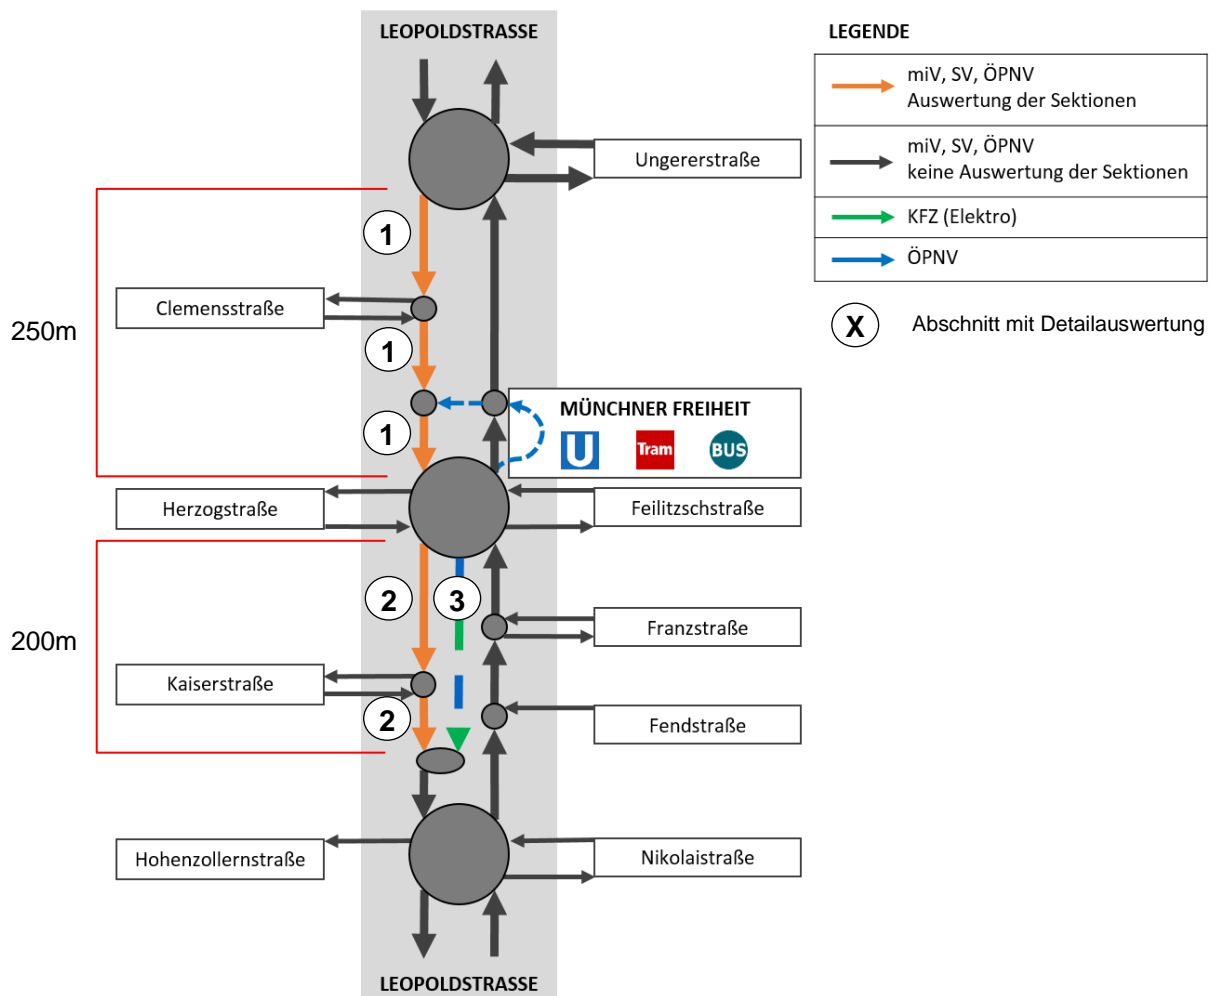 LEOPOLDSTRASSE
LEGENDE
miV, SV, ÖPNV
Auswertung der Sektionen
miV, SV, ÖPNV
keine Auswertung der Sektionen
KFZ (Elektro)
ÖPNV
X
Abschnitt mit Detailauswertung
Ungererstraße
1
Clemensstraße
250m
1
MÜNCHNER FREIHEIT
U
Tram
BUS
1
Herzogstraße
Feilitzschstraße
2
3
Franzstraße
200m
Kaiserstraße
2
Fendstraße
Hohenzollernstraße
Nikolaistraße
LEOPOLDSTRASSE